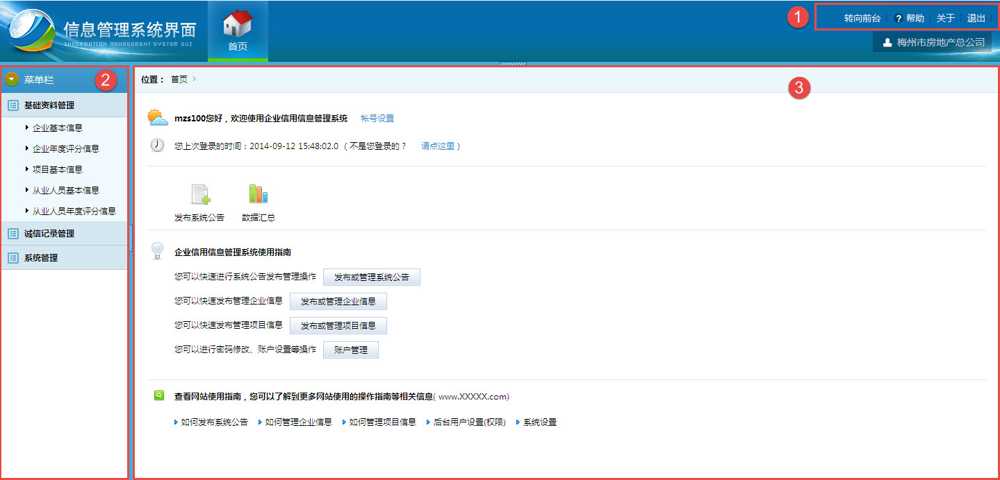 信息管理系统界面
INFORMATION MANAGEMENT SYSTEM GUI
首页
1
转向前台 ? 帮助 关于 退出
梅州市房地产总公司
菜单栏 2
基础资料管理
企业基本信息
企业年度评分信息
项目基本信息
从业人员基本信息
从业人员年度评分信息
诚信记录管理
系统管理
位置： 首页
3
mzs100您好，欢迎使用企业信用信息管理系统 帐号设置
您上次登录的时间：2014-09-12 15:48:02.0 （不是您登录的？ 请点这里）
发布系统公告 数据汇总
企业信用信息管理系统使用指南
您可以快速进行系统公告发布管理操作 发布或管理系统公告
您可以快速发布管理企业信息 发布或管理企业信息
您可以快速发布管理项目信息 发布或管理项目信息
您可以进行密码修改、账户设置等操作 账户管理
查看网站使用指南，您可以了解到更多网站使用的操作指南等相关信息( www.XXXXX.com)
如何发布系统公告 如何管理企业信息 如何管理项目信息 后台用户设置(权限) 系统设置